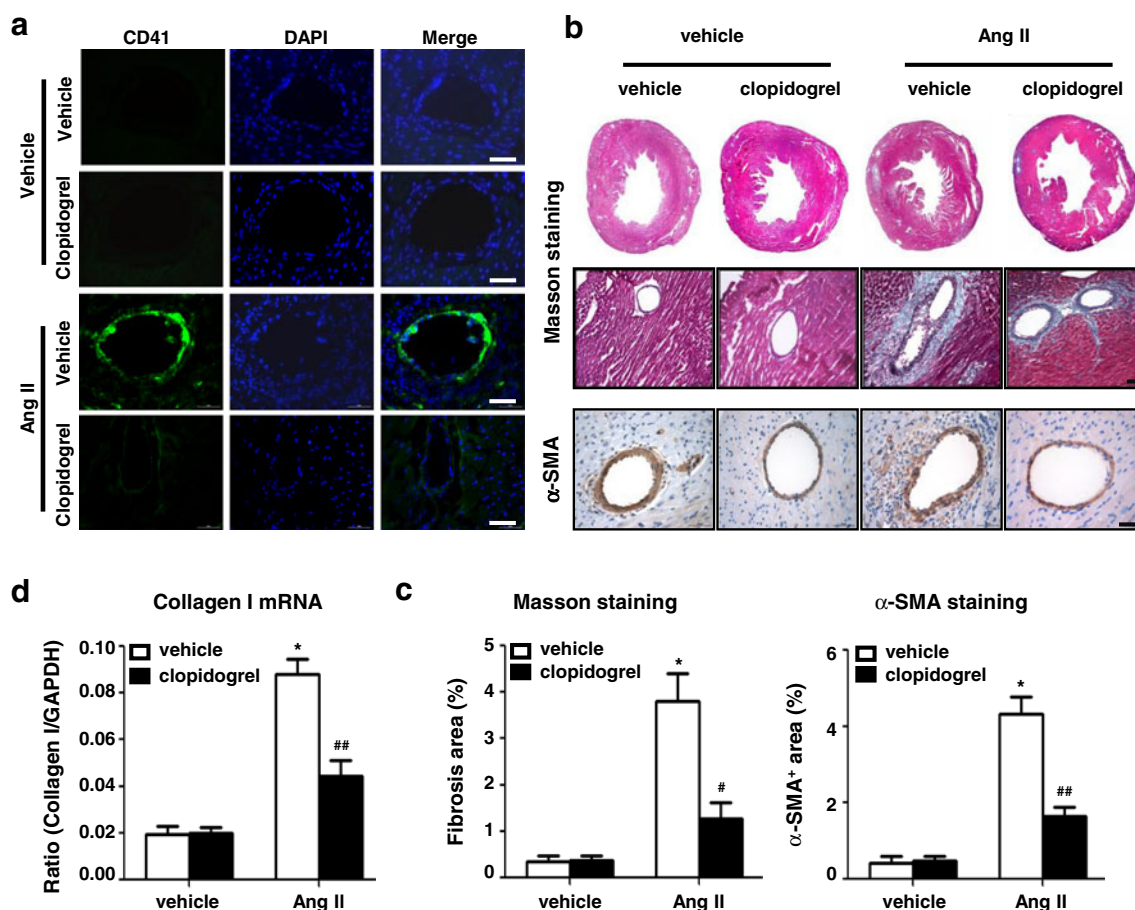 a
CD41 DAPI Merge
Vehicle
Vehicle
Clopidogrel
Ang II
Vehicle
Clopidogrel
b
vehicle Ang II
vehicle clopidogrel vehicle clopidogrel
Masson staining
α-SMA
d
Collagen I mRNA
Ratio (Collagen I/GAPDH)
vehicle
clopidogrel
0.10
0.08
0.06
0.04
0.02
0.00
*
##
vehicle Ang II
c
Masson staining
Fibrosis area (%)
vehicle
clopidogrel
5
4
3
2
1
0
*
#
vehicle Ang II
α-SMA staining
α-SMA⁺ area (%)
vehicle
clopidogrel
6
4
2
0
*
##
vehicle Ang II